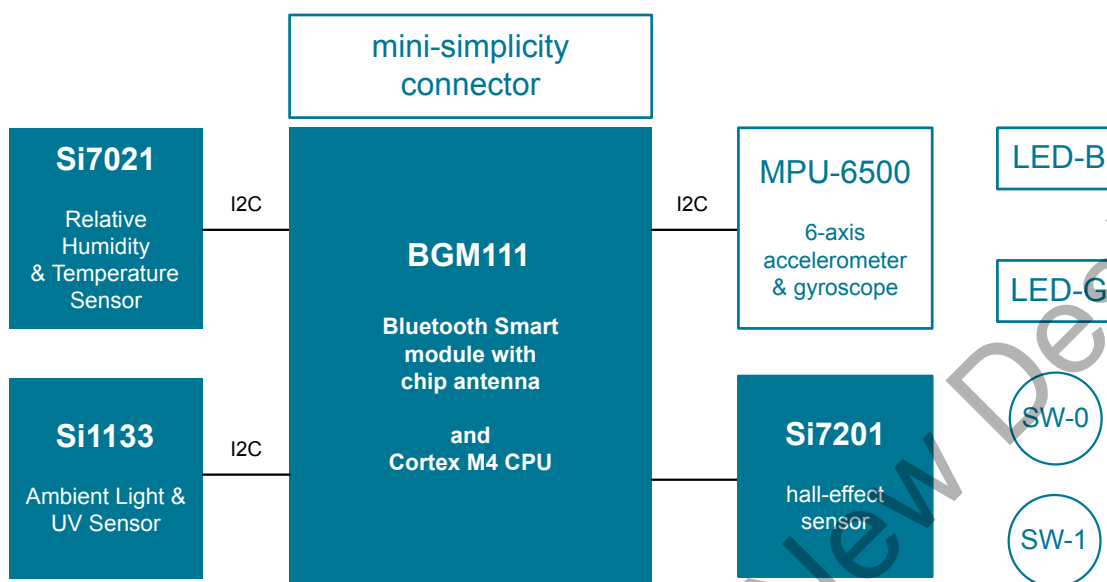 mini-simplicity
connector
Si7021
Relative
Humidity
& Temperature
Sensor
I2C
BGM111
Bluetooth Smart
module with
chip antenna
and
Cortex M4 CPU
I2C
MPU-6500
6-axis
accelerometer
& gyroscope
LED-B
LED-G
Si1133
Ambient Light &
UV Sensor
I2C
Si7201
hall-effect
sensor
SW-0
SW-1
New Des